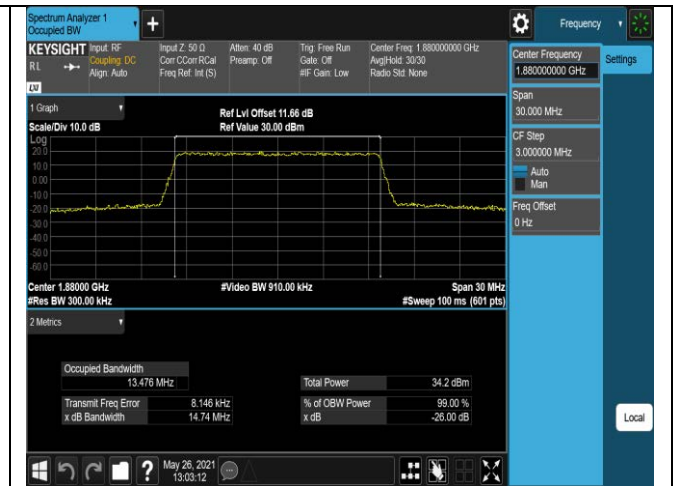 Spectrum Analyzer 1
Occupied BW
+
Frequency
KEYSIGHT
RL
Input: RF
Coupling: DC
Align: Auto
Input Z: 50 Ω
Corr CCorr RCal
Freq Ref: Int (S)
Atten: 40 dB
Preamp: Off
Trig: Free Run
Gate: Off
#IF Gain: Low
Center Freq: 1.880000000 GHz
Avg|Hold: 30/30
Radio Std: None
LXI
Center Frequency
1.880000000 GHz
Settings
Span
30.000 MHz
CF Step
3.000000 MHz
Auto
Man
Freq Offset
0 Hz
Local
1 Graph
Scale/Div 10.0 dB
Ref Lvl Offset 11.66 dB
Ref Value 30.00 dBm
Log
20.0
10.0
0.00
-10.0
-20.0
-30.0
-40.0
-50.0
-60.0
Center 1.88000 GHz
#Video BW 910.00 kHz
Span 30 MHz
#Res BW 300.00 kHz
#Sweep 100 ms (601 pts)
2 Metrics
Occupied Bandwidth
13.476 MHz
Total Power 34.2 dBm
Transmit Freq Error 8.146 kHz
% of OBW Power 99.00 %
x dB Bandwidth 14.74 MHz
x dB -26.00 dB
?
May 26, 2021
13:03:12